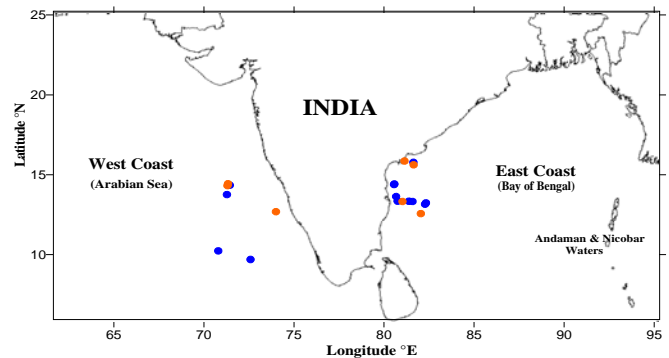 25
20
15
10
Latitude °N
INDIA
West Coast
(Arabian Sea)
East Coast
(Bay of Bengal)
Andaman & Nicobar
Waters
65
70
75
80
85
90
95
Longitude °E